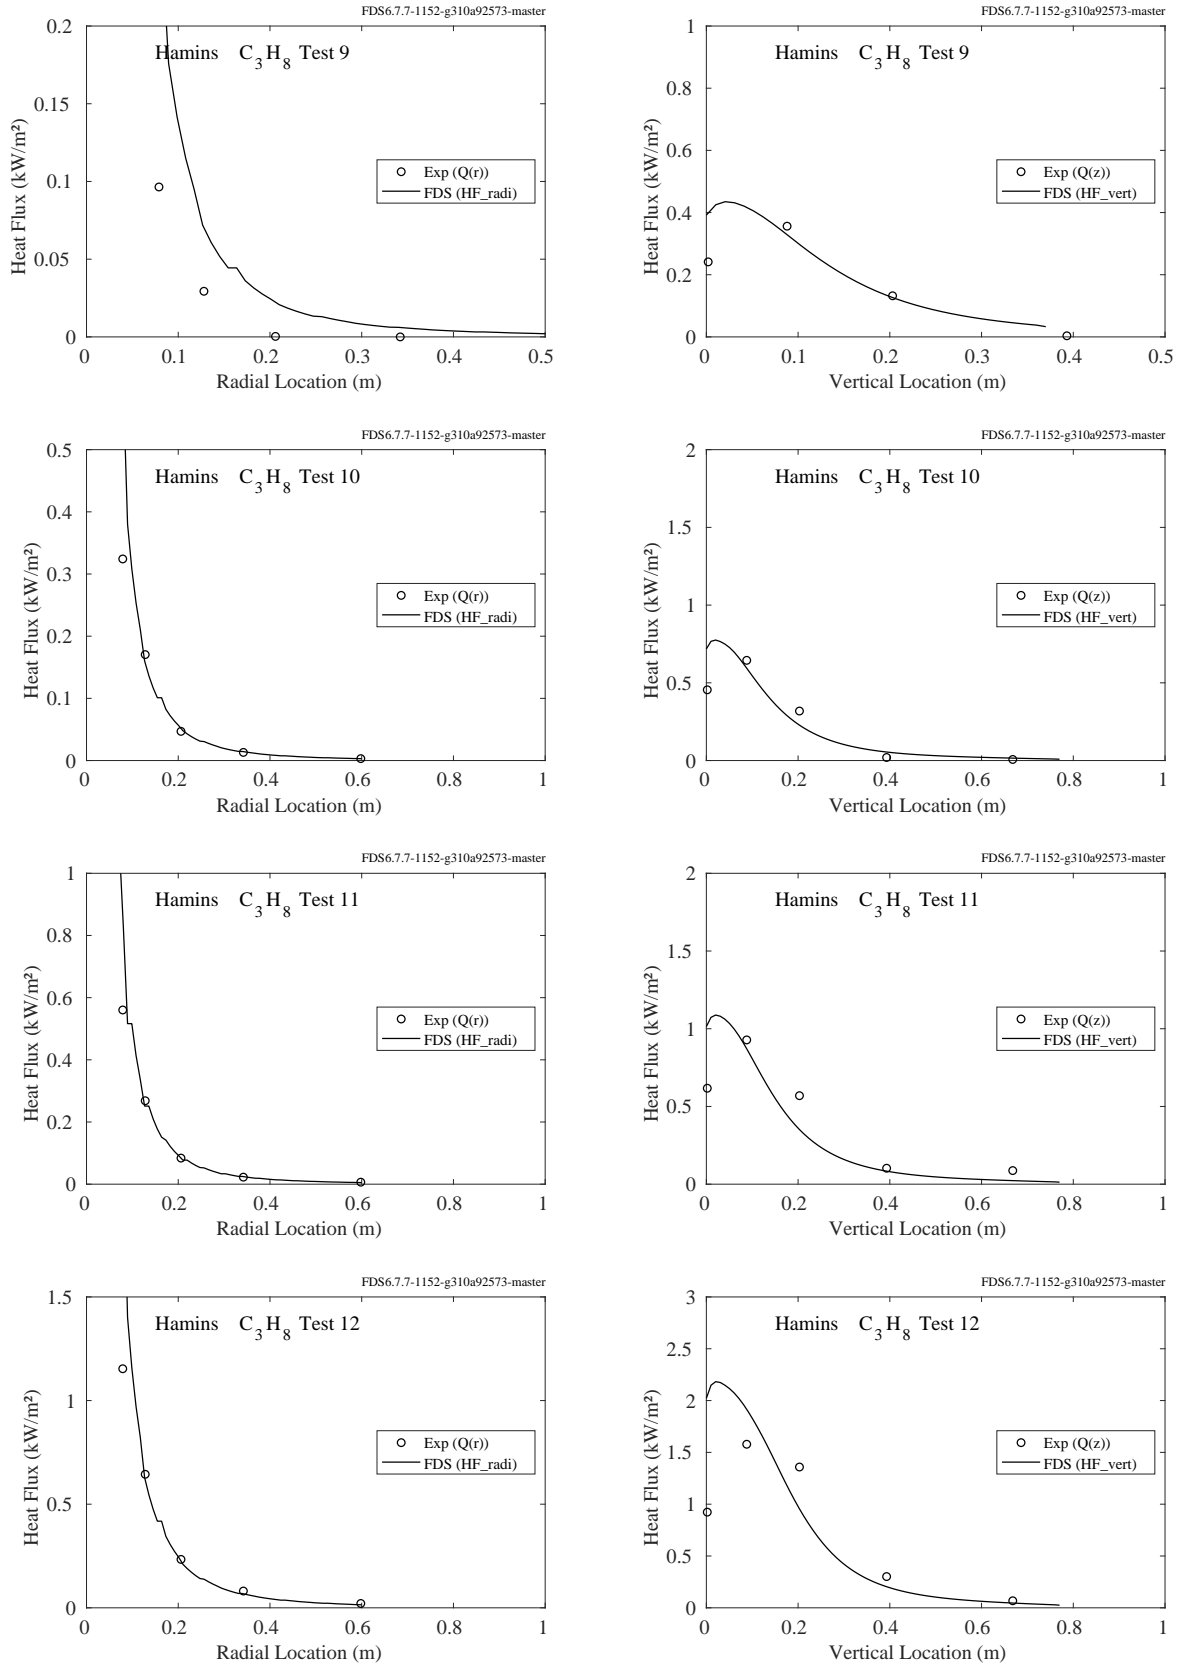 FDS6.7.7-1152-g310a92573-master
Hamins C3H8 Test 9
Heat Flux (kW/m²)
0.2
0.15
0.1
0.05
0
Exp (Q(r))
FDS (HF_radi)
0 0.1 0.2 0.3 0.4 0.5
Radial Location (m)
FDS6.7.7-1152-g310a92573-master
Hamins C3H8 Test 9
Heat Flux (kW/m²)
1
0.8
0.6
0.4
0.2
0
Exp (Q(z))
FDS (HF_vert)
0 0.1 0.2 0.3 0.4 0.5
Vertical Location (m)
FDS6.7.7-1152-g310a92573-master
Hamins C3H8 Test 10
Heat Flux (kW/m²)
0.5
0.4
0.3
0.2
0.1
0
Exp (Q(r))
FDS (HF_radi)
0 0.2 0.4 0.6 0.8 1
Radial Location (m)
FDS6.7.7-1152-g310a92573-master
Hamins C3H8 Test 10
Heat Flux (kW/m²)
2
1.5
1
0.5
0
Exp (Q(z))
FDS (HF_vert)
0 0.2 0.4 0.6 0.8 1
Vertical Location (m)
FDS6.7.7-1152-g310a92573-master
Hamins C3H8 Test 11
Heat Flux (kW/m²)
1
0.8
0.6
0.4
0.2
0
Exp (Q(r))
FDS (HF_radi)
0 0.2 0.4 0.6 0.8 1
Radial Location (m)
FDS6.7.7-1152-g310a92573-master
Hamins C3H8 Test 11
Heat Flux (kW/m²)
2
1.5
1
0.5
0
Exp (Q(z))
FDS (HF_vert)
0 0.2 0.4 0.6 0.8 1
Vertical Location (m)
FDS6.7.7-1152-g310a92573-master
Hamins C3H8 Test 12
Heat Flux (kW/m²)
1.5
1
0.5
0
Exp (Q(r))
FDS (HF_radi)
0 0.2 0.4 0.6 0.8 1
Radial Location (m)
FDS6.7.7-1152-g310a92573-master
Hamins C3H8 Test 12
Heat Flux (kW/m²)
3
2.5
2
1.5
1
0.5
0
Exp (Q(z))
FDS (HF_vert)
0 0.2 0.4 0.6 0.8 1
Vertical Location (m)